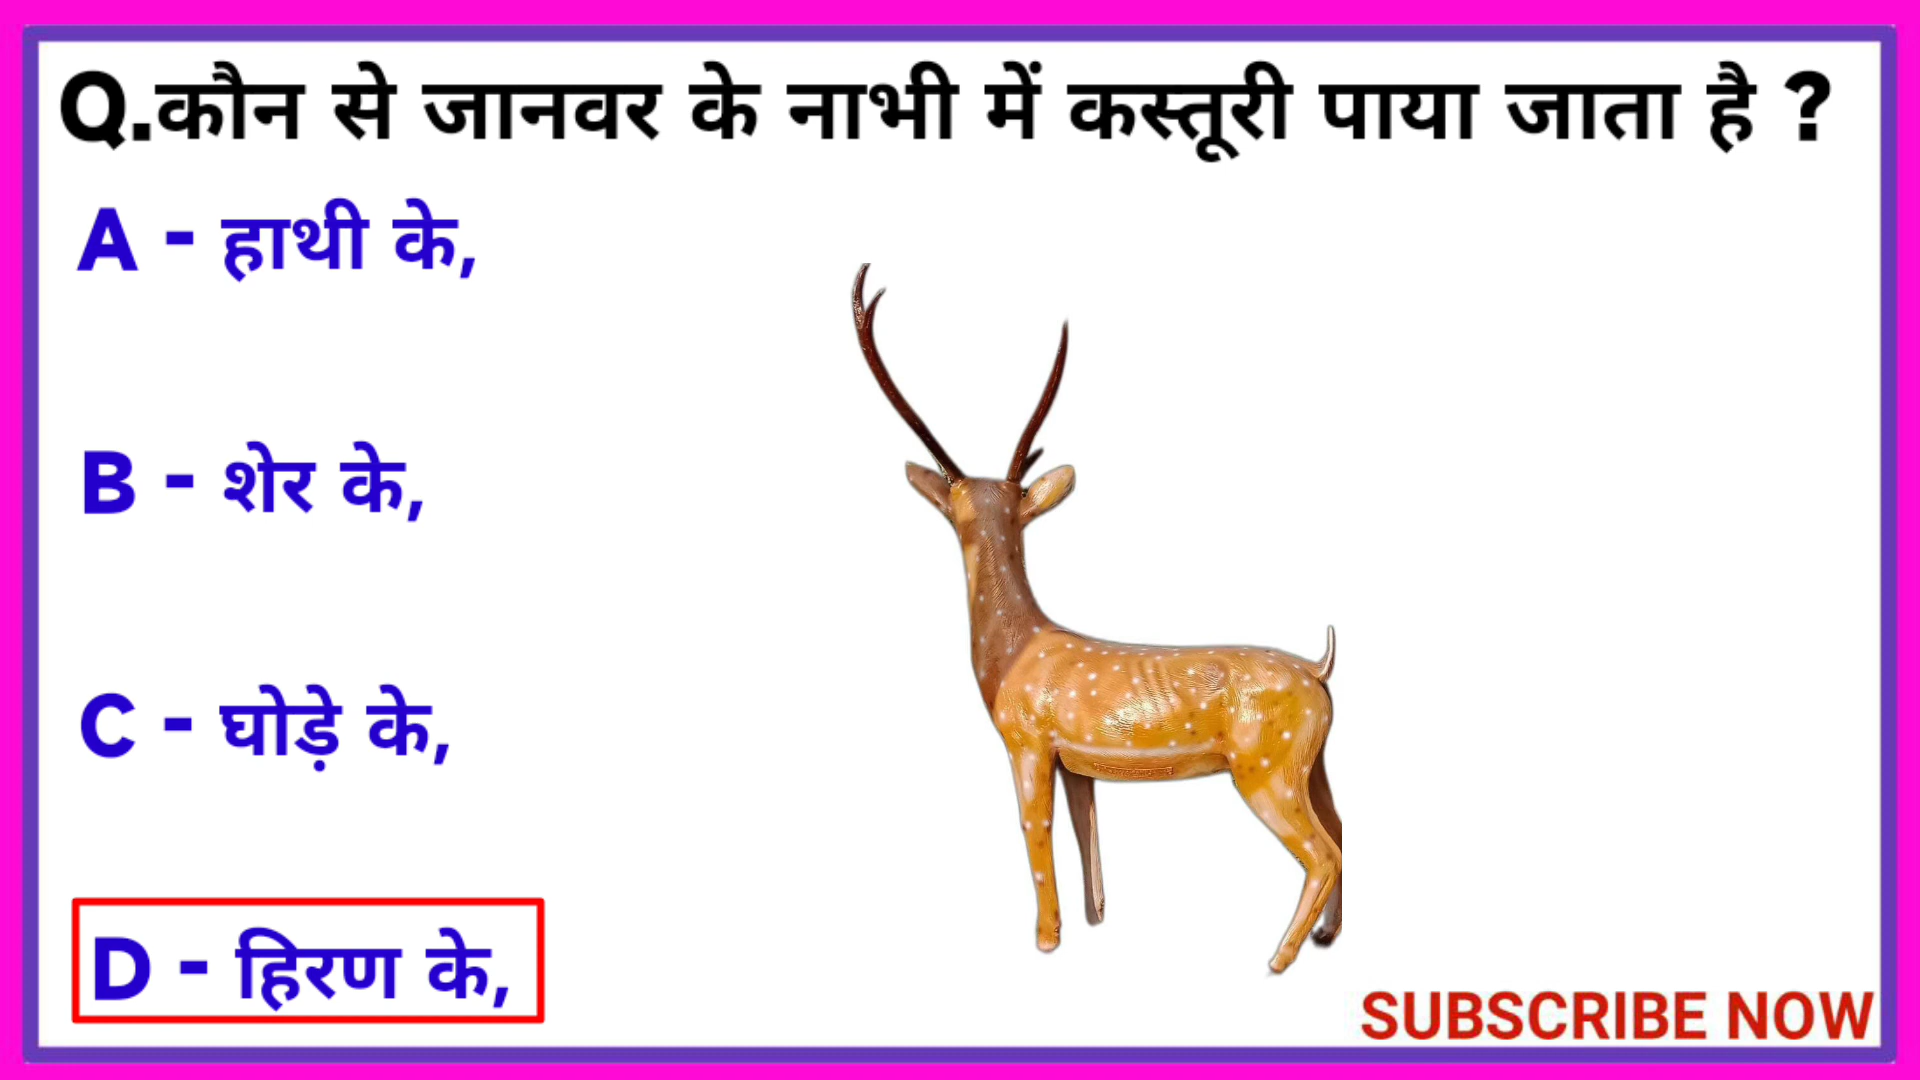 Q.कौन से जानवर के नाभी में कस्तूरी पाया जाता है ?
A - हाथी के,
B - शेर के,
C - घोड़े के,
D - हिरण के,
SUBSCRIBE NOW